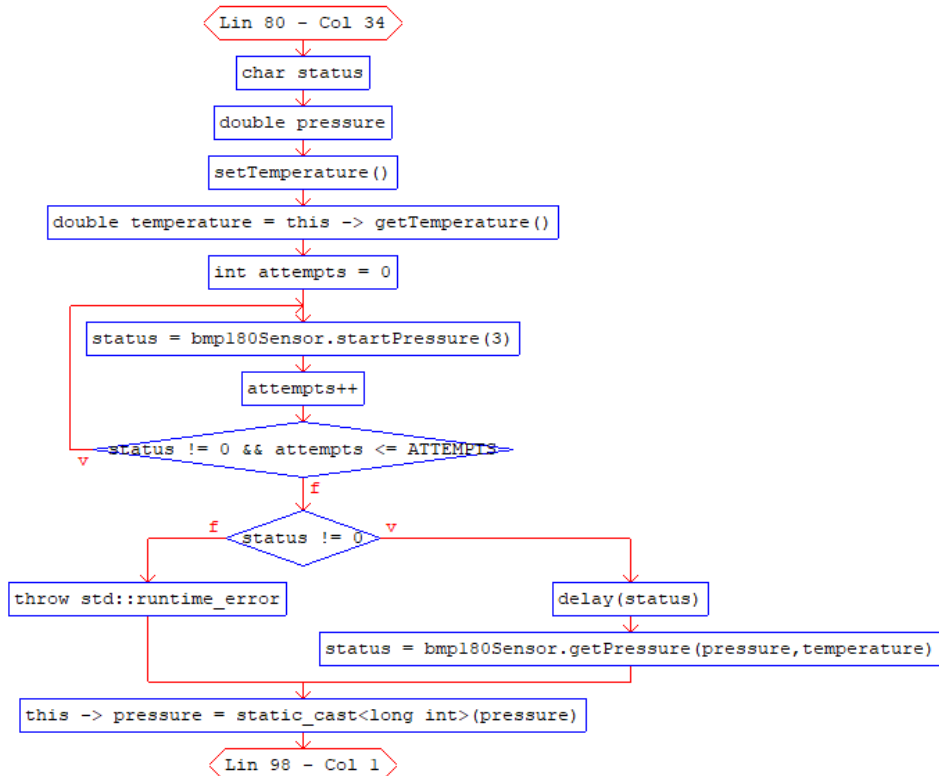 Lin 80 - Col 34
char status
double pressure
setTemperature()
double temperature = this -> getTemperature()
int attempts = 0
status = bmp180Sensor.startPressure(3)
attempts++
status != 0 && attempts <= ATTEMPTS
v
f
f
status != 0
v
throw std::runtime_error
delay(status)
status = bmp180Sensor.getPressure(pressure,temperature)
this -> pressure = static_cast<long int>(pressure)
Lin 98 - Col 1